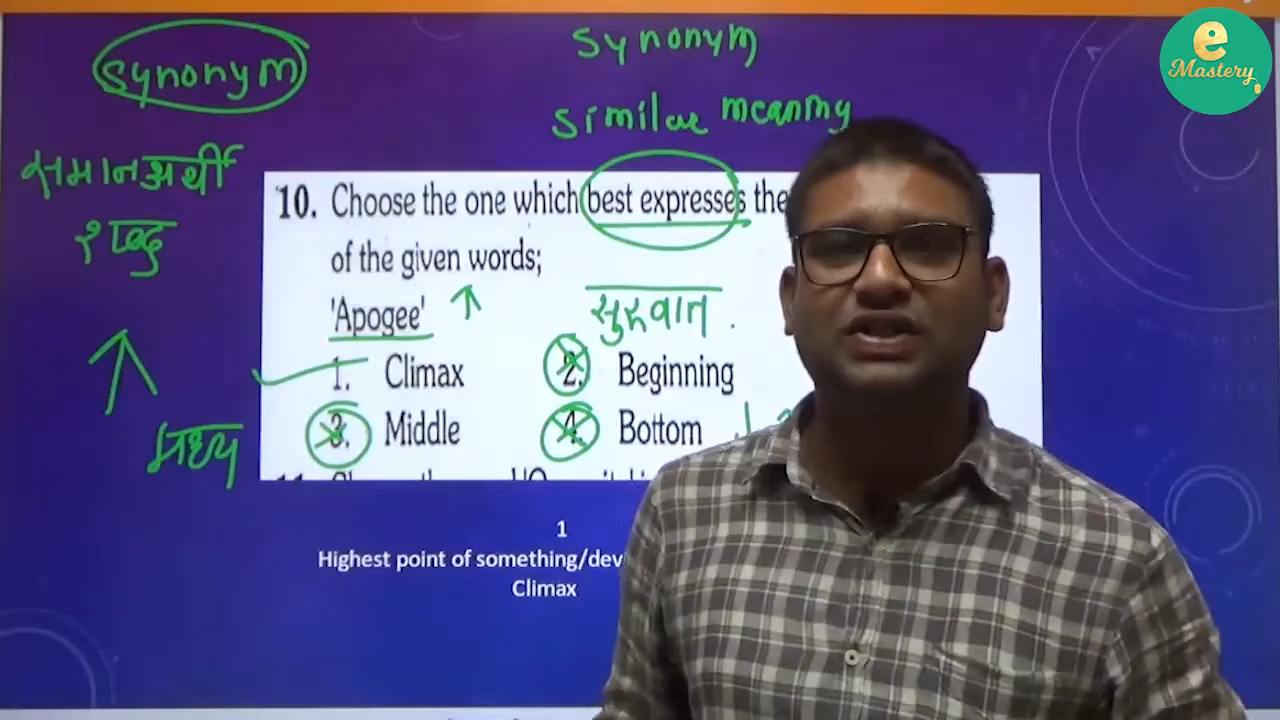 e
Mastery
synonym
synonym
similar meaning
समानअर्थी
शब्द
10. Choose the one which best expresses the
of the given words;
'Apogee'
सुरुवात
1. Climax 2. Beginning
3. Middle 4. Bottom
मध्य
1
Highest point of something/dev
Climax